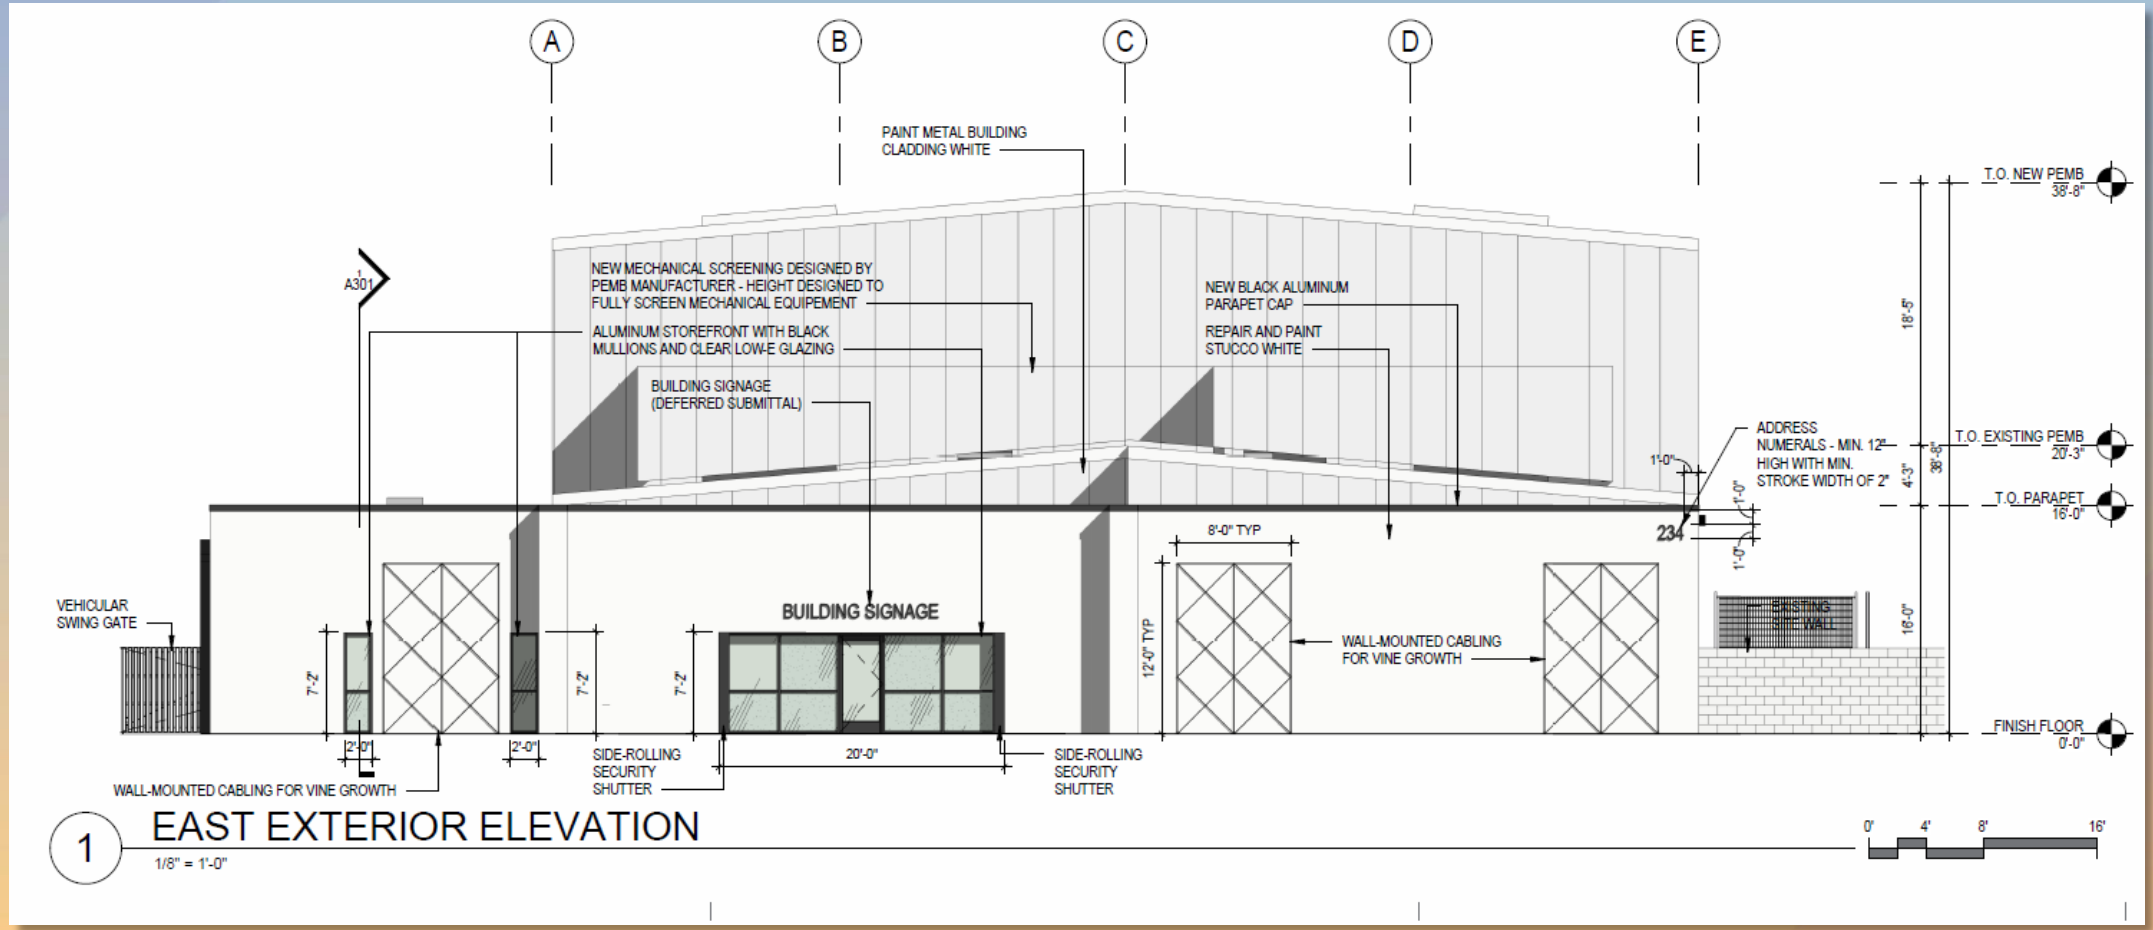 A
B
C
D
E
PAINT METAL BUILDING
CLADDING WHITE
T.O. NEW PEMB
38'-8"
1
A301
NEW MECHANICAL SCREENING DESIGNED BY
PEMB MANUFACTURER - HEIGHT DESIGNED TO
FULLY SCREEN MECHANICAL EQUIPEMENT
NEW BLACK ALUMINUM
PARAPET CAP
18'-5"
ALUMINUM STOREFRONT WITH BLACK
MULLIONS AND CLEAR LOW-E GLAZING
REPAIR AND PAINT
STUCCO WHITE
BUILDING SIGNAGE
(DEFERRED SUBMITTAL)
ADDRESS
NUMERALS - MIN. 12"
HIGH WITH MIN.
STROKE WIDTH OF 2"
T.O. EXISTING PEMB
20'-3"
1'-0"
4'-3"
38'-8"
1'-0"
T.O. PARAPET
16'-0"
8'-0" TYP
234
1'-0"
VEHICULAR
SWING GATE
BUILDING SIGNAGE
EXISTING
SITE WALL
16'-0"
12'-0" TYP
WALL-MOUNTED CABLING
FOR VINE GROWTH
7'-2"
7'-2"
7'-2"
FINISH FLOOR
0'-0"
2'-0"
2'-0"
SIDE-ROLLING
SECURITY
SHUTTER
20'-0"
SIDE-ROLLING
SECURITY
SHUTTER
WALL-MOUNTED CABLING FOR VINE GROWTH
1
EAST EXTERIOR ELEVATION
1/8" = 1'-0"
0' 4' 8' 16'